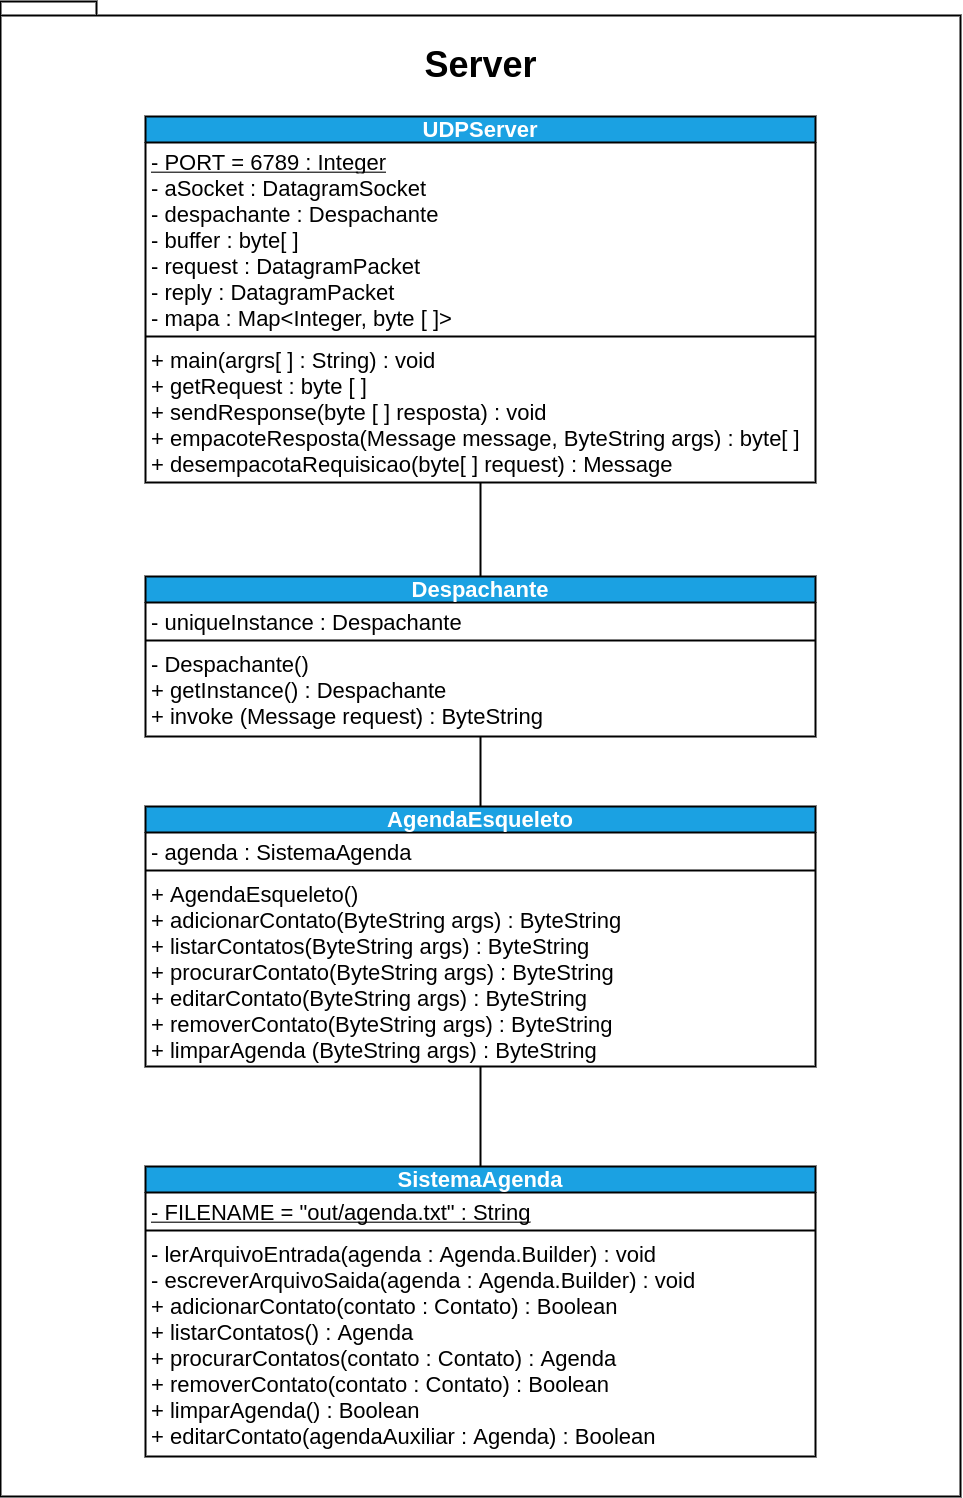 Server
UDPServer
- PORT = 6789 : Integer
- aSocket : DatagramSocket
- despachante : Despachante
- buffer : byte[ ]
- request : DatagramPacket
- reply : DatagramPacket
- mapa : Map<Integer, byte [ ]>
+ main(argrs[ ] : String) : void
+ getRequest : byte [ ]
+ sendResponse(byte [ ] resposta) : void
+ empacoteResposta(Message message, ByteString args) : byte[ ]
+ desempacotaRequisicao(byte[ ] request) : Message
Despachante
- uniqueInstance : Despachante
- Despachante()
+ getInstance() : Despachante
+ invoke (Message request) : ByteString
AgendaEsqueleto
- agenda : SistemaAgenda
+ AgendaEsqueleto()
+ adicionarContato(ByteString args) : ByteString
+ listarContatos(ByteString args) : ByteString
+ procurarContato(ByteString args) : ByteString
+ editarContato(ByteString args) : ByteString
+ removerContato(ByteString args) : ByteString
+ limparAgenda (ByteString args) : ByteString
SistemaAgenda
- FILENAME = "out/agenda.txt" : String
- lerArquivoEntrada(agenda : Agenda.Builder) : void
- escreverArquivoSaida(agenda : Agenda.Builder) : void
+ adicionarContato(contato : Contato) : Boolean
+ listarContatos() : Agenda
+ procurarContatos(contato : Contato) : Agenda
+ removerContato(contato : Contato) : Boolean
+ limparAgenda() : Boolean
+ editarContato(agendaAuxiliar : Agenda) : Boolean